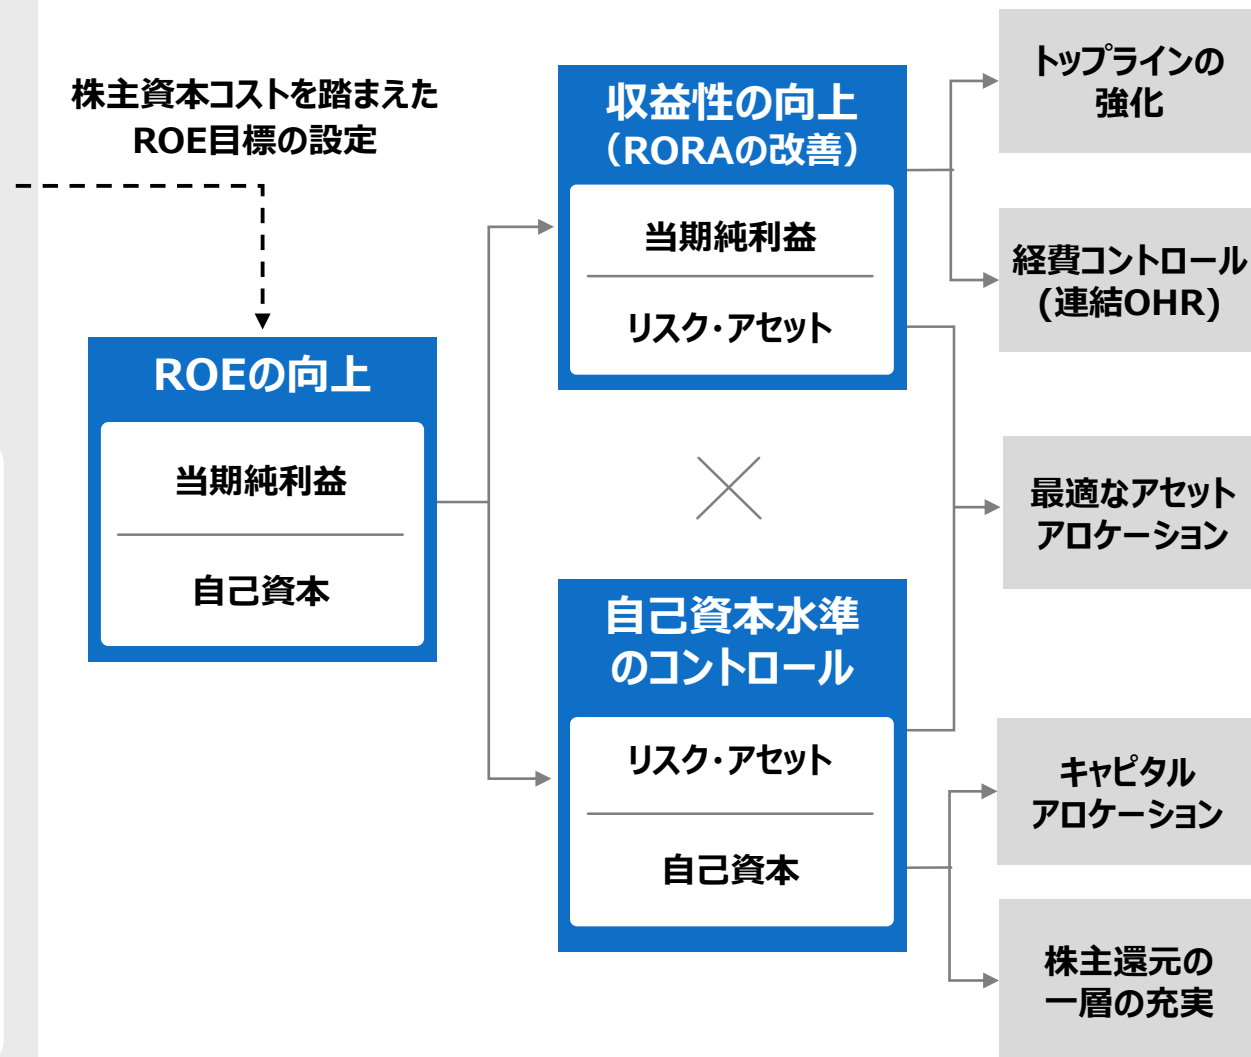 株主資本コストを踏まえた
ROE目標の設定
ROEの向上
当期純利益
自己資本
収益性の向上
（RORAの改善）
当期純利益
リスク・アセット
自己資本水準
のコントロール
リスク・アセット
自己資本
トップラインの
強化
経費コントロール
(連結OHR)
最適なアセット
アロケーション
キャピタル
アロケーション
株主還元の
一層の充実